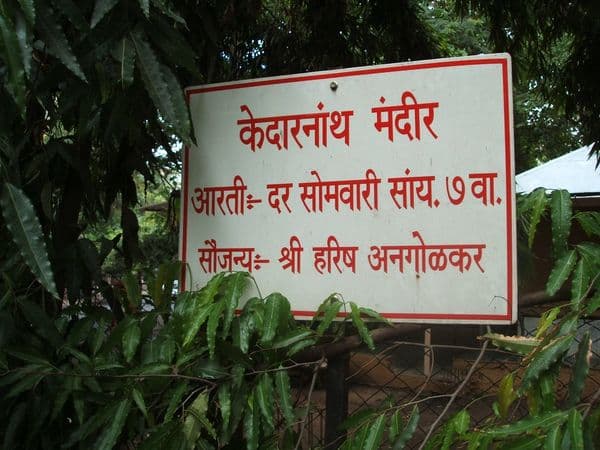 केदारनांथ मंदीर
आरती:- दर सोमवारी सांय. ७ वा.
सौजन्य:- श्री हरिष अनगोळकर